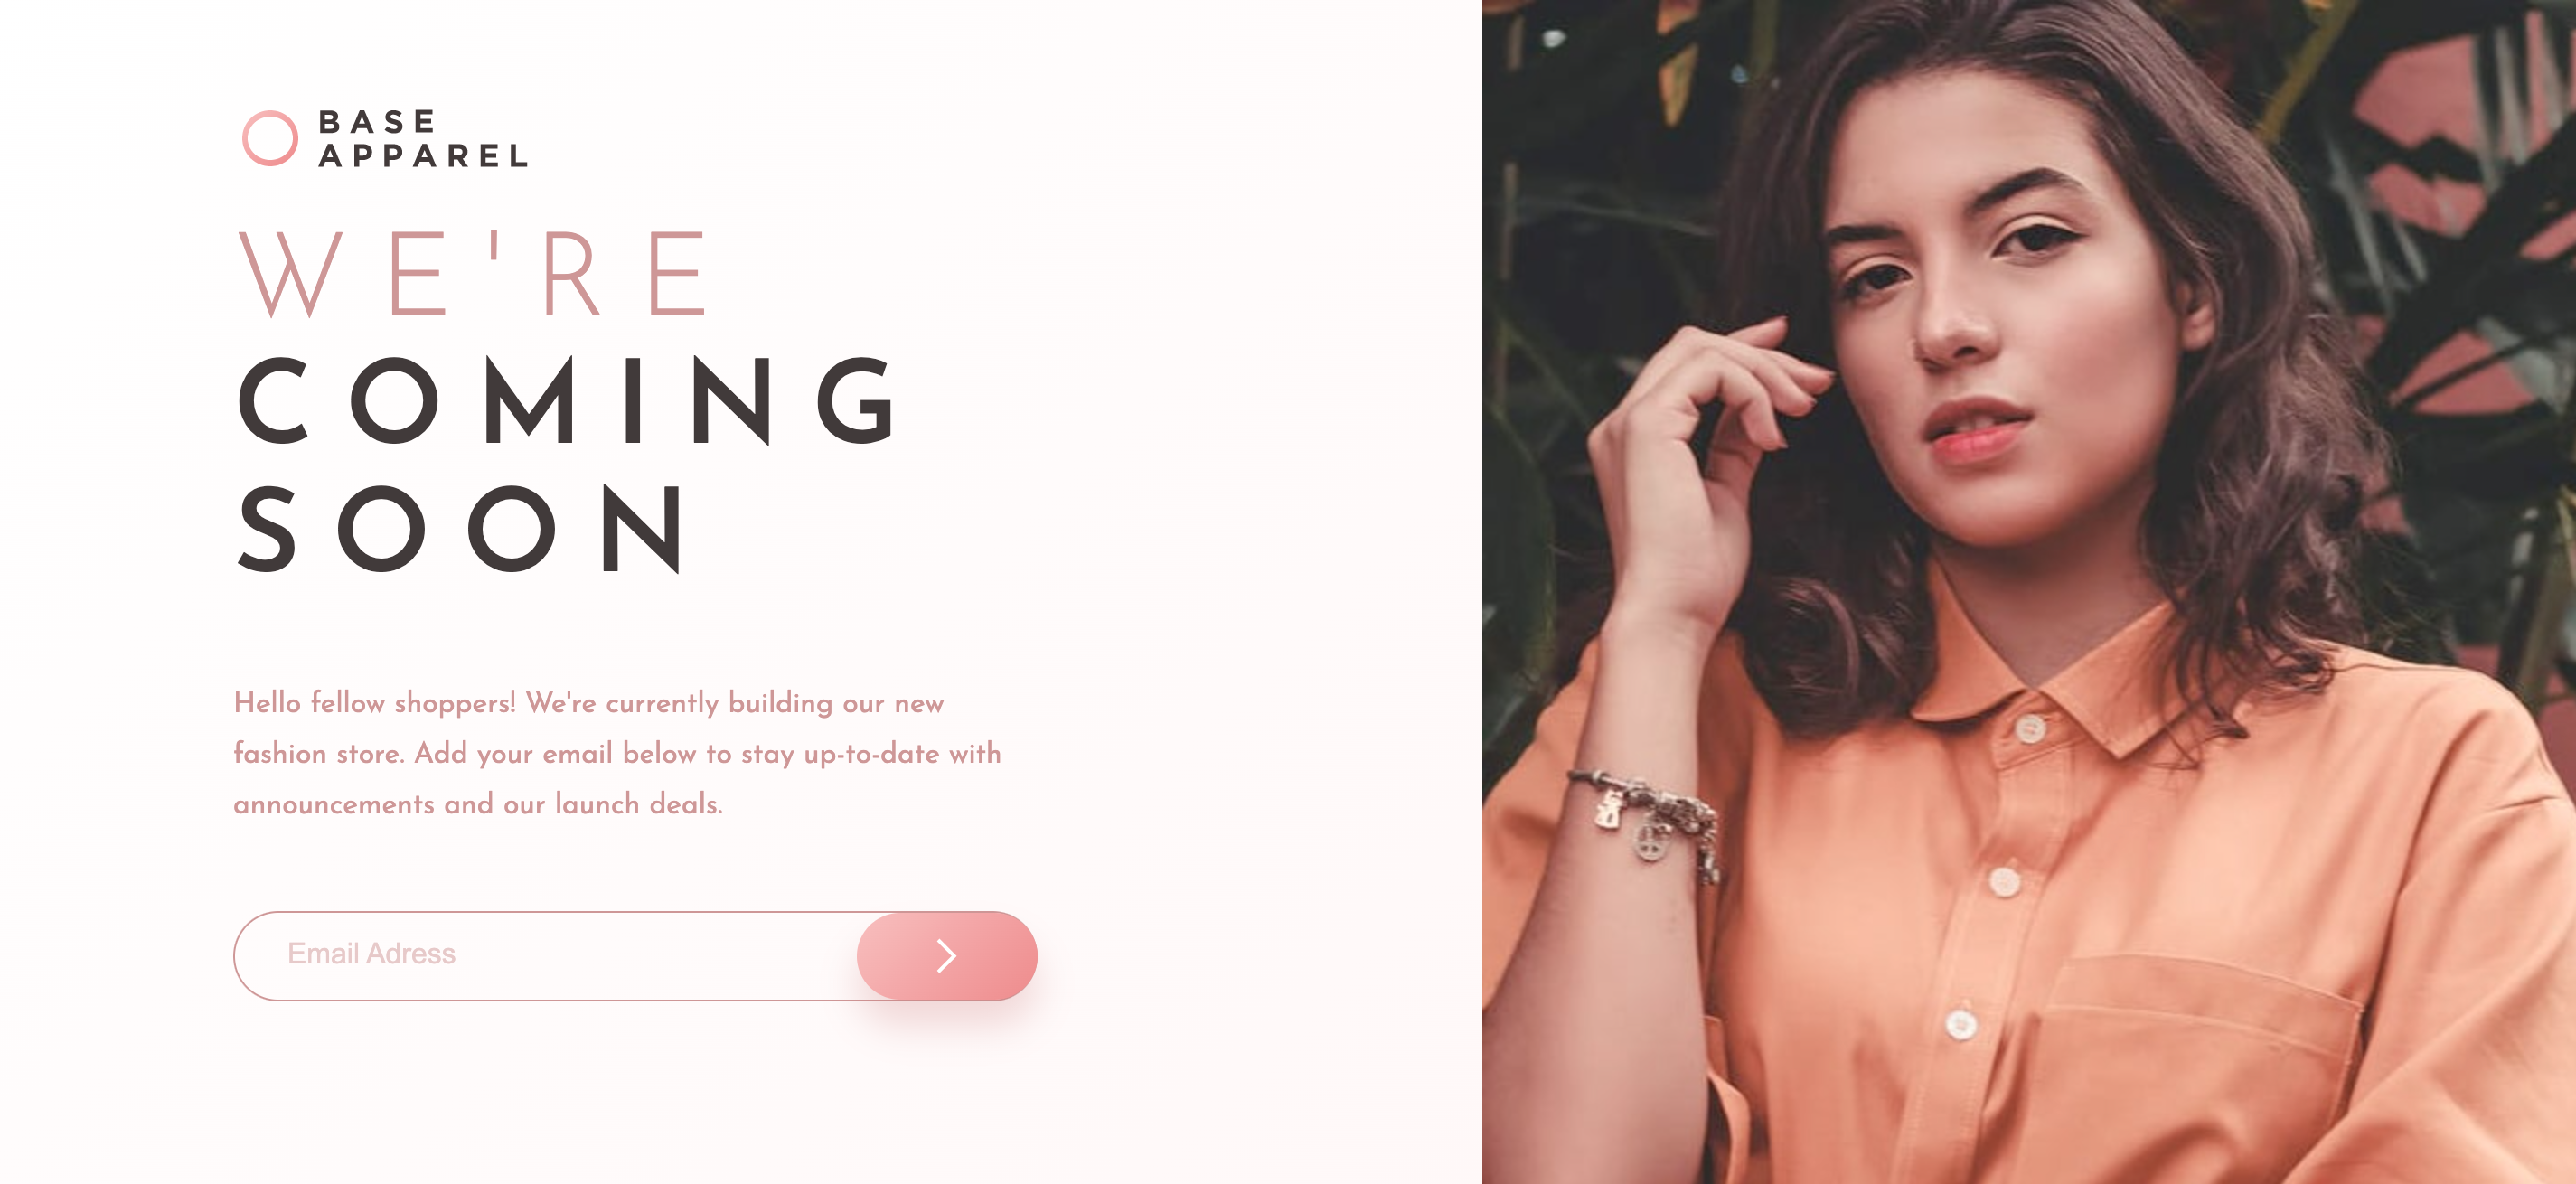 BASE
APPAREL
WE'RE
COMING
SOON
Hello fellow shoppers! We're currently building our new
fashion store. Add your email below to stay up-to-date with
announcements and our launch deals.
Email Adress